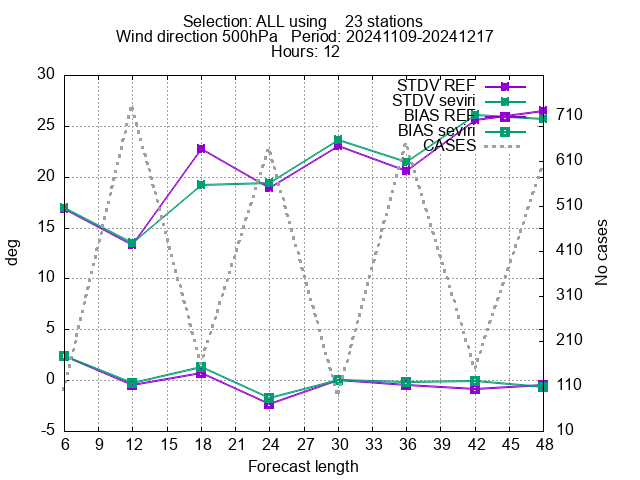 Selection: ALL using    23 stations
Wind direction 500hPa   Period: 20241109-20241217
Hours: 12
STDV REF
STDV seviri
BIAS REF
BIAS seviri
CASES
30
25
20
15
10
5
0
-5
deg
710
610
510
410
310
210
110
10
No cases
6 9 12 15 18 21 24 27 30 33 36 39 42 45 48
Forecast length